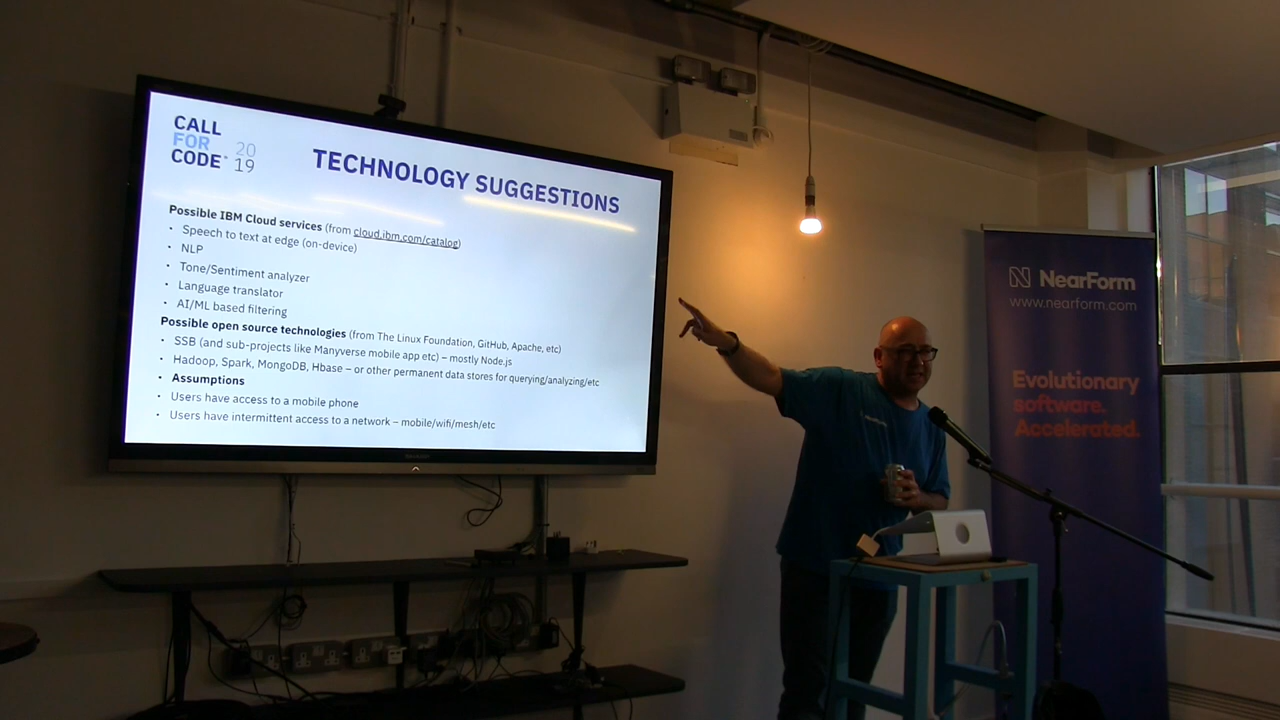 CALL
FOR 20
CODE 19
TECHNOLOGY SUGGESTIONS
Possible IBM Cloud services (from cloud.ibm.com/catalog)
• Speech to text at edge (on-device)
• NLP
• Tone/Sentiment analyzer
• Language translator
• AI/ML based filtering
Possible open source technologies (from The Linux Foundation, GitHub, Apache, etc)
• SSB (and sub-projects like Manyverse mobile app etc) – mostly Node.js
• Hadoop, Spark, MongoDB, Hbase – or other permanent data stores for querying/analyzing/etc
• Assumptions
• Users have access to a mobile phone
• Users have intermittent access to a network – mobile/wifi/mesh/etc
NearForm
www.nearform.com
Evolutionary
software.
Accelerated.